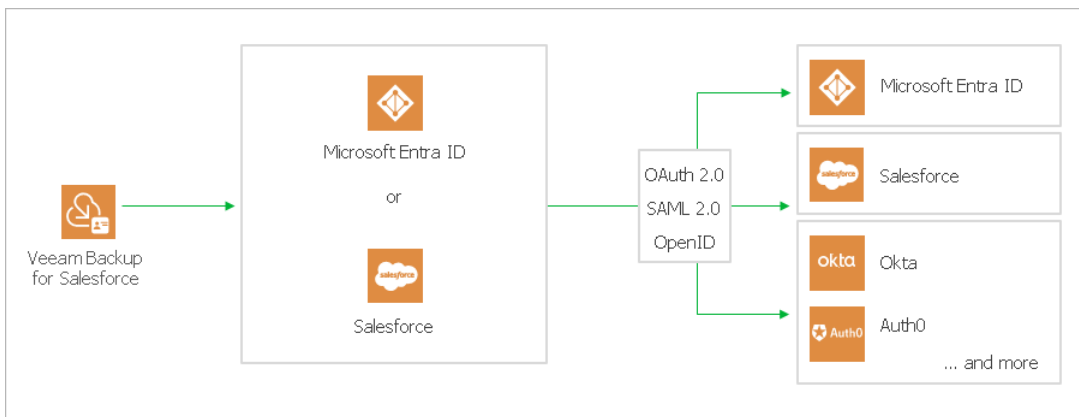 Veeam Backup
for Salesforce
Microsoft Entra ID
or
salesforce
Salesforce
OAuth 2.0
SAML 2.0
OpenID
Microsoft Entra ID
salesforce
Salesforce
okta
Okta
Auth0
Auth0
... and more